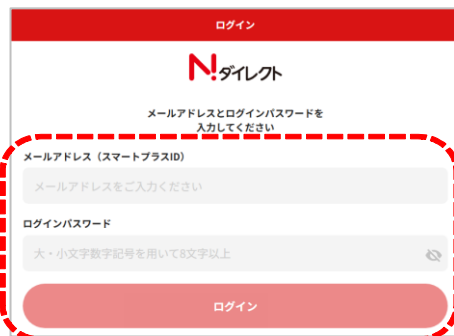 ログイン
N!ダイレクト
メールアドレスとログインパスワードを
入力してください
メールアドレス（スマートプラスID）
メールアドレスをご入力ください
ログインパスワード
大・小文字数字記号を用いて8文字以上
ログイン